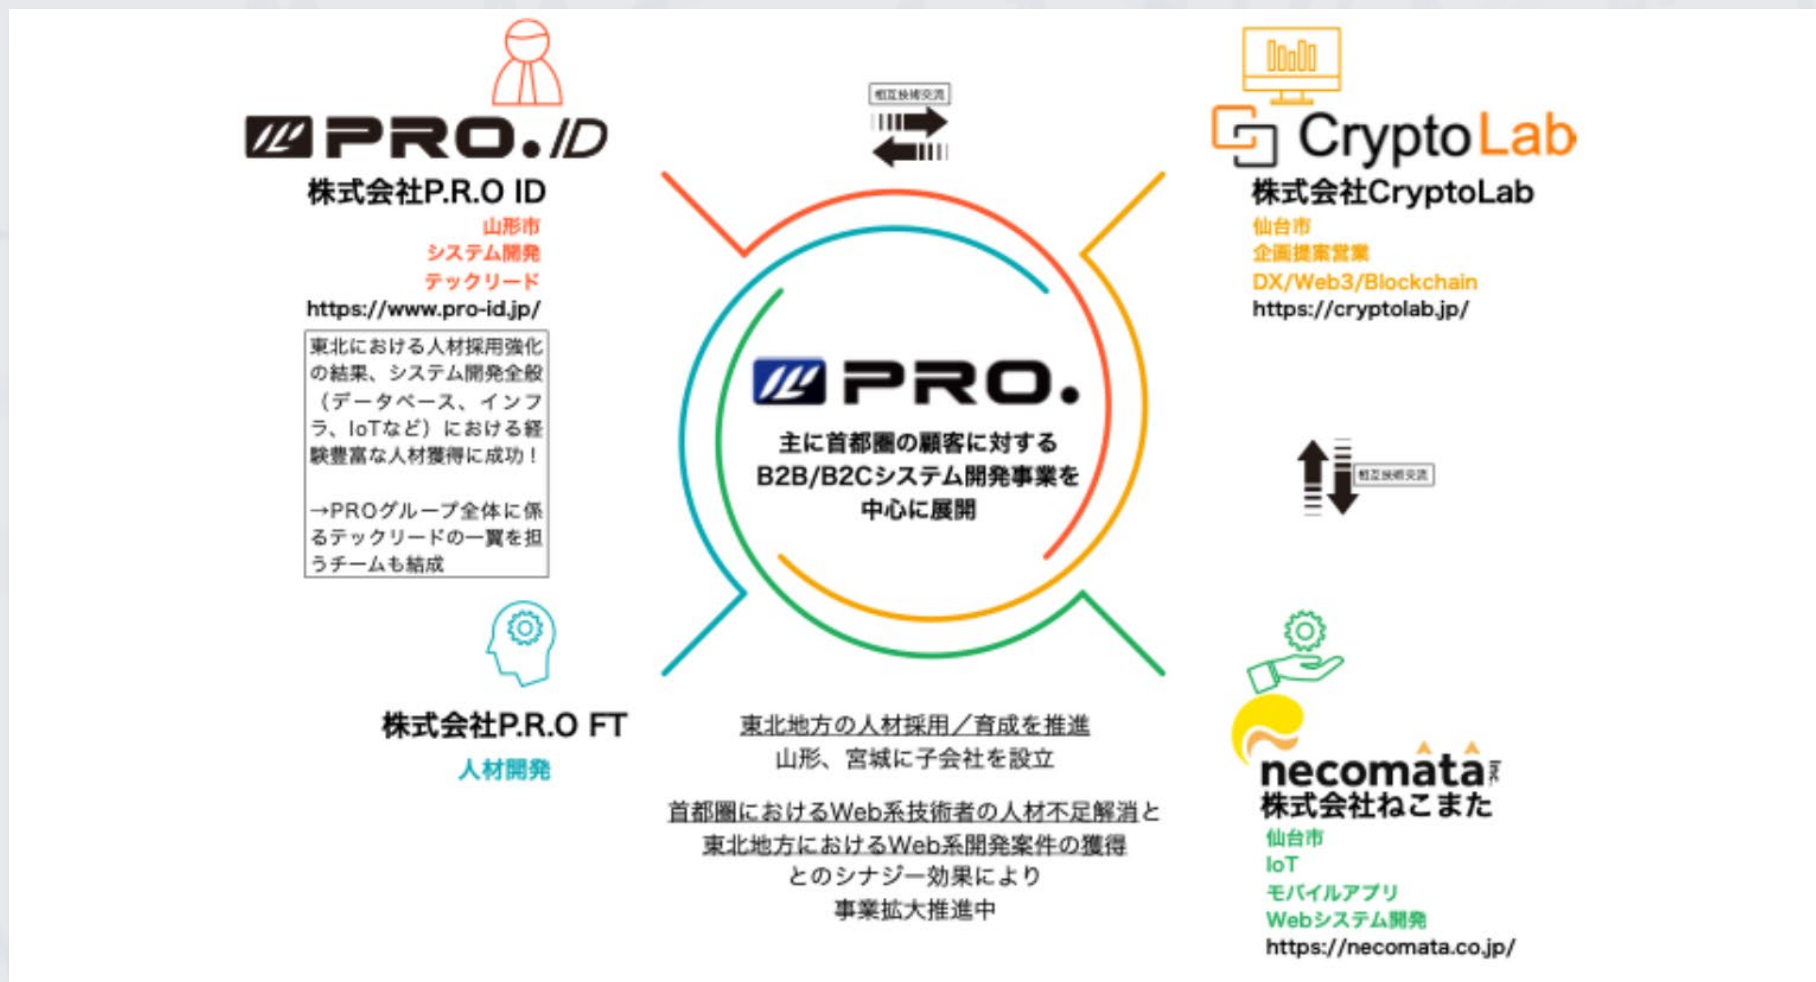 PRO.ID
株式会社P.R.O ID
山形市
システム開発
テックリード
https://www.pro-id.jp/
東北における人材採用強化
の結果、システム開発全般
（データベース、インフ
ラ、IoTなど）における経
験豊富な人材獲得に成功！
→PROグループ全体に係
るテックリードの一翼を担
うチームも結成
相互技術交流
CryptoLab
株式会社CryptoLab
仙台市
企画提案営業
DX/Web3/Blockchain
https://cryptolab.jp/
PRO.
主に首都圏の顧客に対する
B2B/B2Cシステム開発事業を
中心に展開
相互技術交流
株式会社P.R.O FT
人材開発
東北地方の人材採用／育成を推進
山形、宮城に子会社を設立
首都圏におけるWeb系技術者の人材不足解消と
東北地方におけるWeb系開発案件の獲得
とのシナジー効果により
事業拡大推進中
necomata Inc.
株式会社ねこまた
仙台市
IoT
モバイルアプリ
Webシステム開発
https://necomata.co.jp/